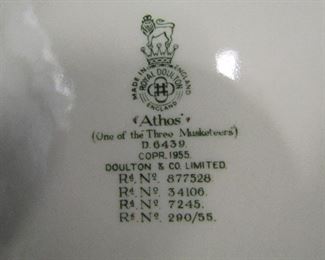 MADE IN ENGLAND
ROYAL DOULTON
ENGLAND
"Athos"
(One of the Three Musketeers)
D.6439.
COPR.1955.
DOULTON & CO. LIMITED.
Rd. No. 877528
Rd. No. 34106.
Rd. No. 7245.
Rd. No. 290/55.